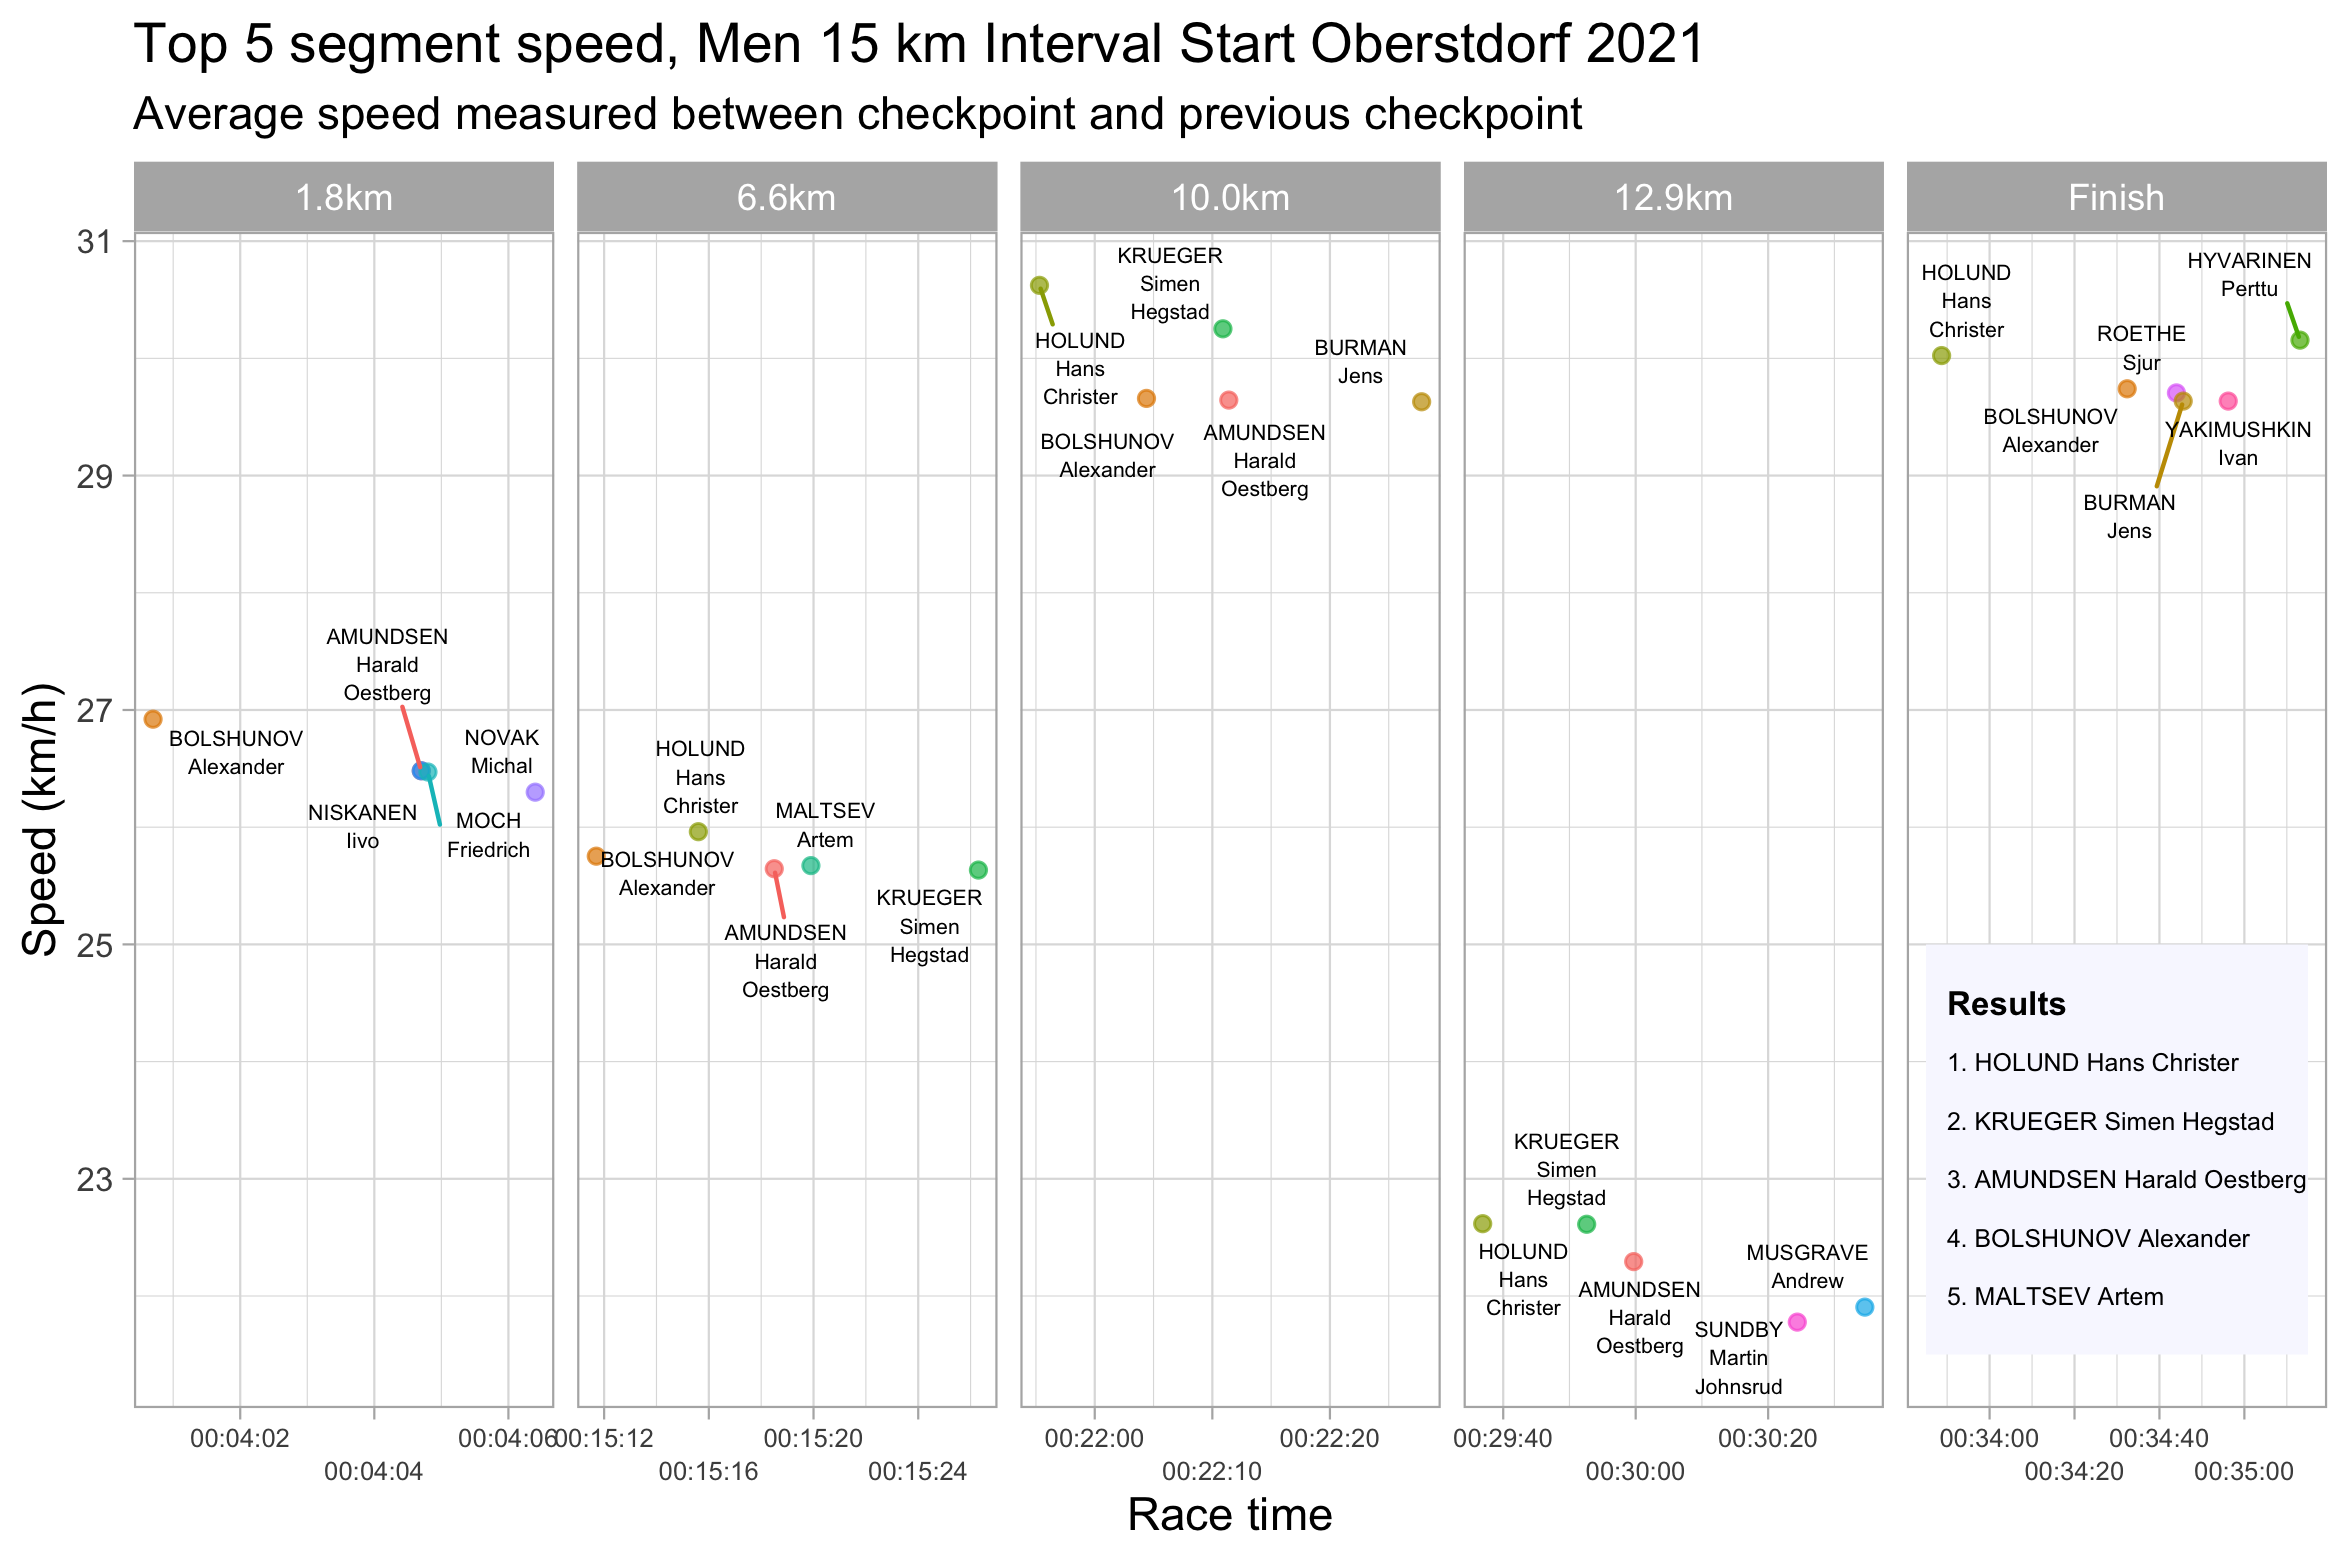 Top 5 segment speed, Men 15 km Interval Start Oberstdorf 2021
Average speed measured between checkpoint and previous checkpoint
1.8km
6.6km
10.0km
12.9km
Finish
31
29
27
25
23
Speed (km/h)
BOLSHUNOV
Alexander
AMUNDSEN
Harald
Oestberg
NISKANEN
Iivo
MOCH
Friedrich
NOVAK
Michal
BOLSHUNOV
Alexander
HOLUND
Hans
Christer
AMUNDSEN
Harald
Oestberg
MALTSEV
Artem
KRUEGER
Simen
Hegstad
HOLUND
Hans
Christer
KRUEGER
Simen
Hegstad
BOLSHUNOV
Alexander
AMUNDSEN
Harald
Oestberg
BURMAN
Jens
HOLUND
Hans
Christer
KRUEGER
Simen
Hegstad
AMUNDSEN
Harald
Oestberg
SUNDBY
Martin
Johnsrud
MUSGRAVE
Andrew
HOLUND
Hans
Christer
HYVARINEN
Perttu
ROETHE
Sjur
BOLSHUNOV
Alexander
YAKIMUSHKIN
Ivan
BURMAN
Jens
Results
1. HOLUND Hans Christer
2. KRUEGER Simen Hegstad
3. AMUNDSEN Harald Oestberg
4. BOLSHUNOV Alexander
5. MALTSEV Artem
00:04:02
00:04:04
00:04:06
00:15:12
00:15:16
00:15:20
00:15:24
00:22:00
00:22:10
00:22:20
00:29:40
00:30:00
00:30:20
00:34:00
00:34:20
00:34:40
00:35:00
Race time